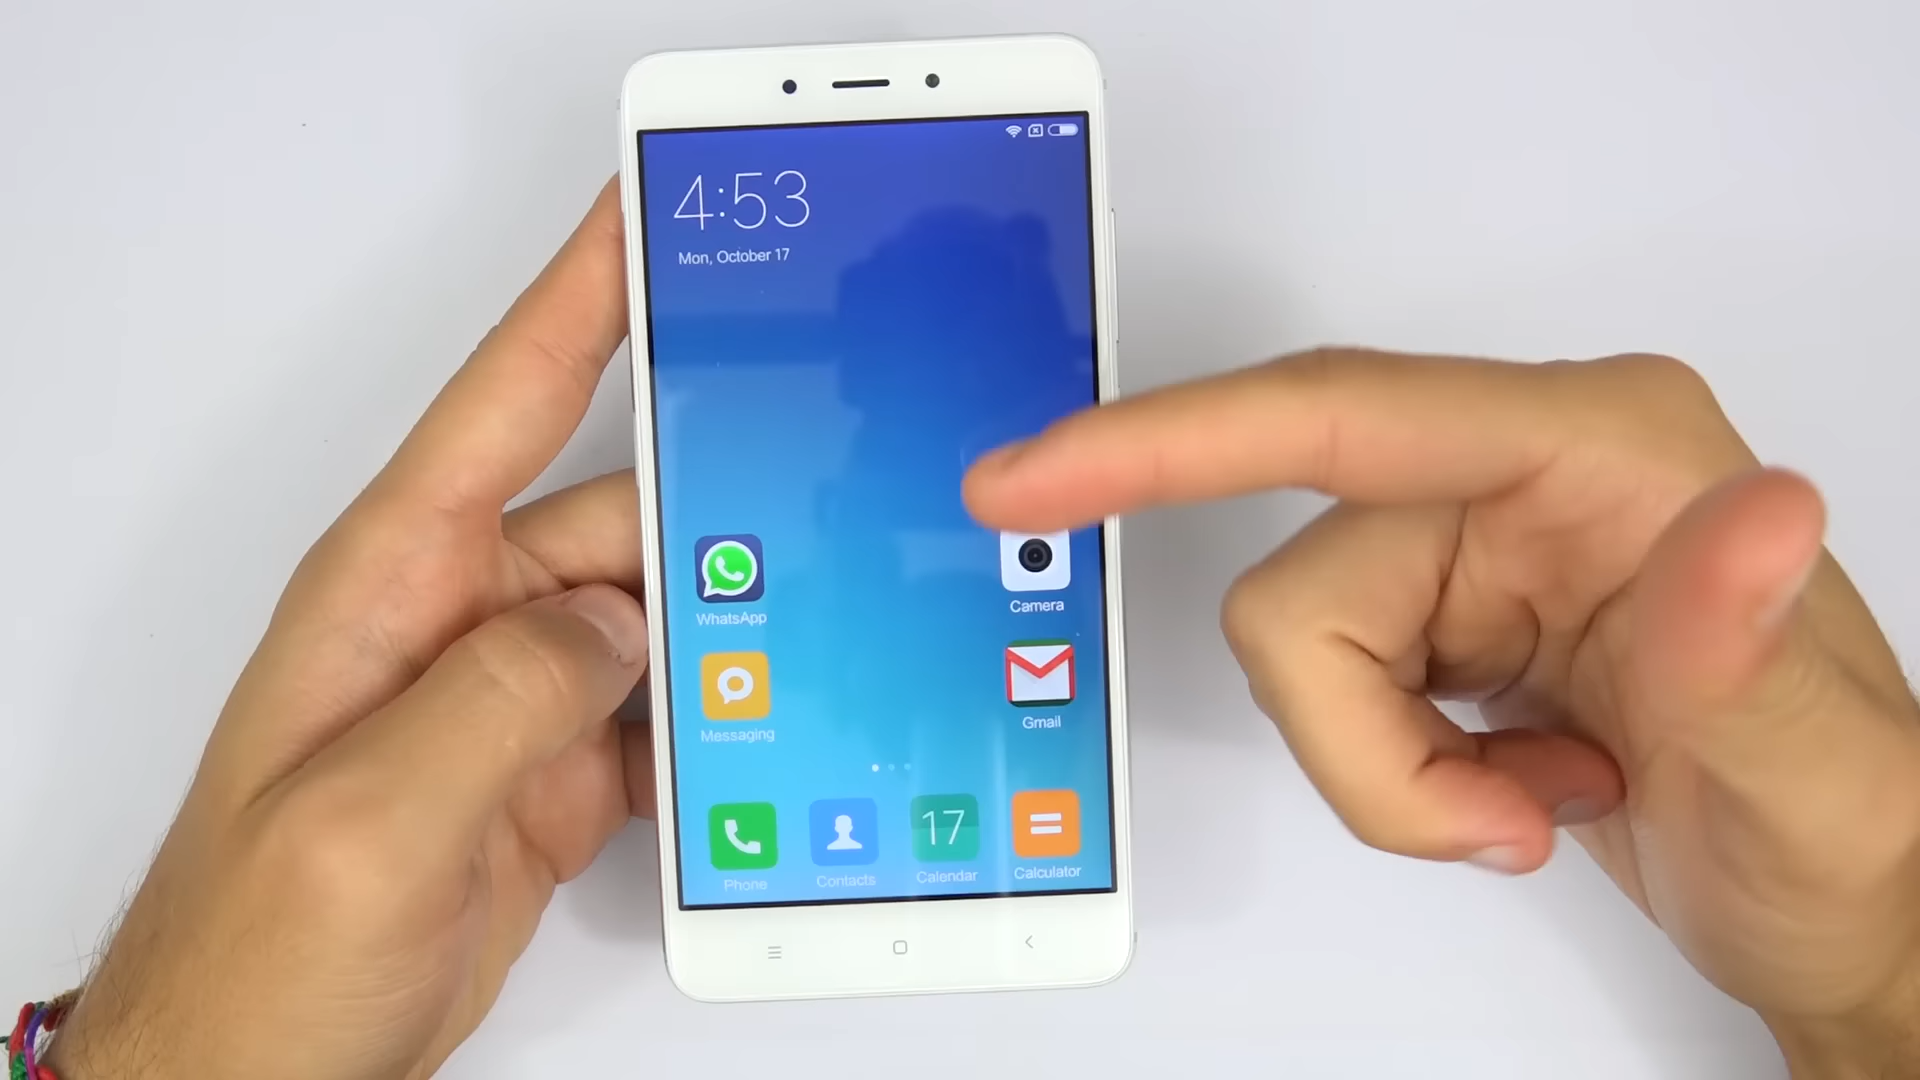 4:53
Mon, October 17
WhatsApp
Camera
Messaging
Gmail
17
Phone
Contacts
Calendar
Calculator